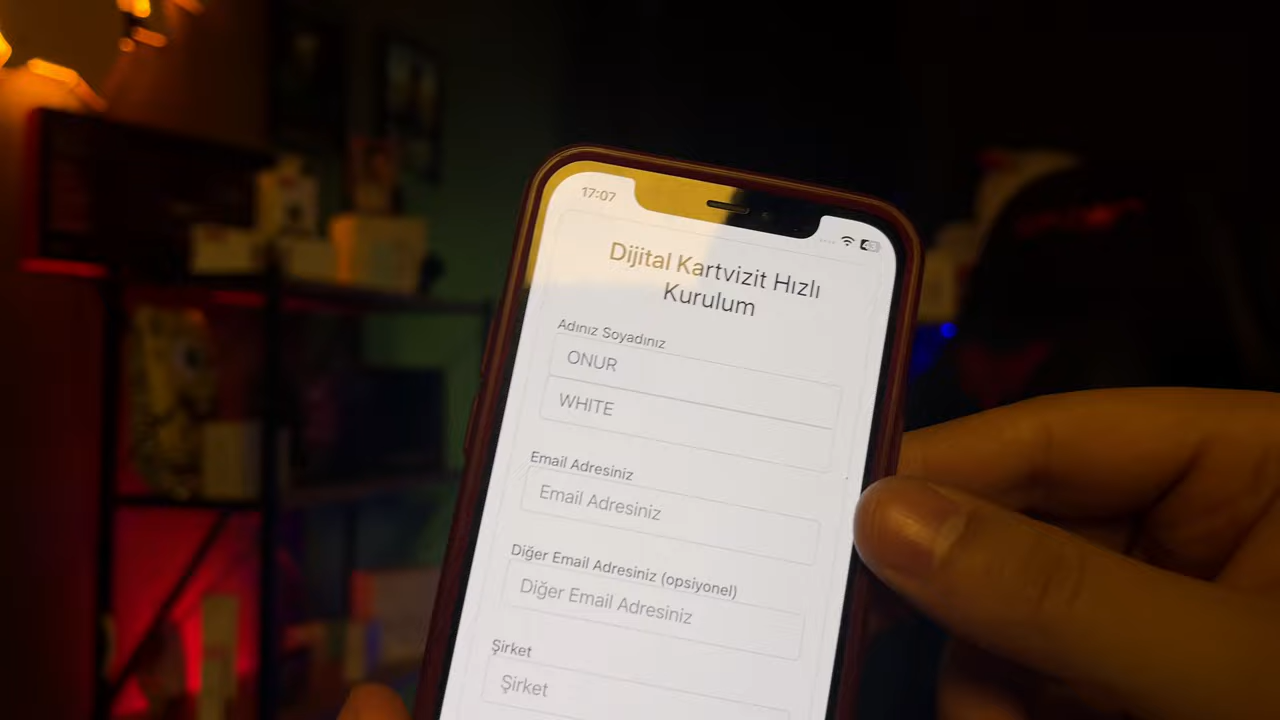 17:07
Dijital Kartvizit Hızlı
Kurulum
Adınız Soyadınız
ONUR
WHITE
Email Adresiniz
Email Adresiniz
Diğer Email Adresiniz (opsiyonel)
Diğer Email Adresiniz
Şirket
Şirket